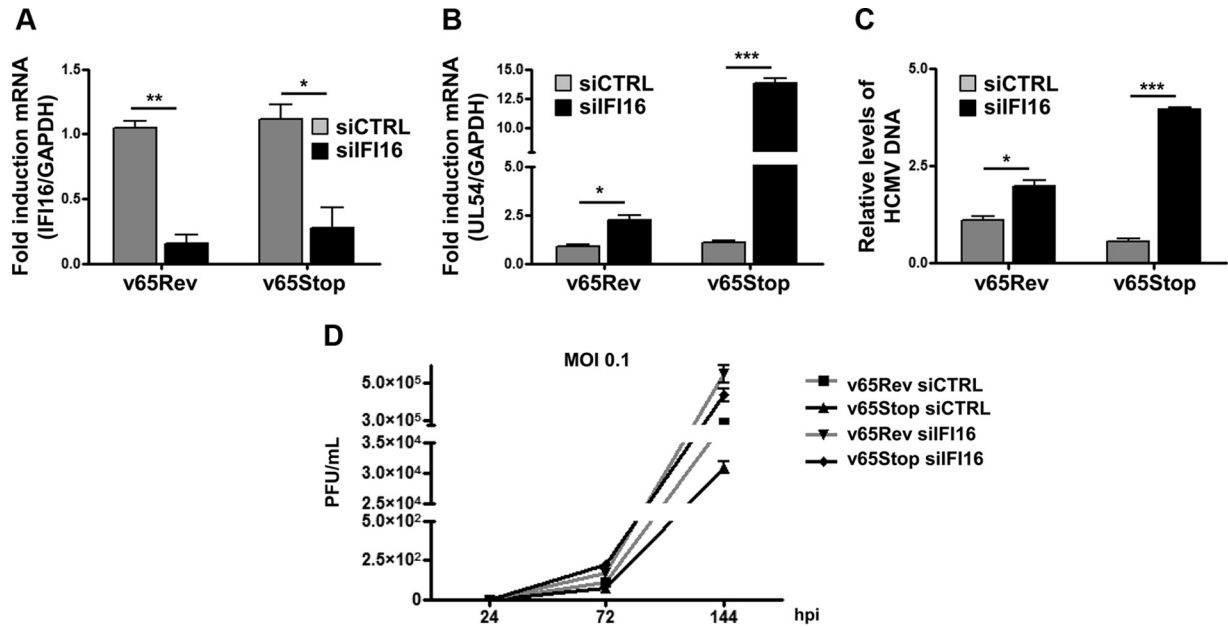 A
Fold induction mRNA
(IFI16/GAPDH)
1.5
1.0
0.5
0.0
**
*
siCTRL
siIFI16
v65Rev
v65Stop
B
Fold induction mRNA
(UL54/GAPDH)
15.0
12.5
10.0
5.0
2.5
0.0
siCTRL
siIFI16
*
***
v65Rev
v65Stop
C
Relative levels of
HCMV DNA
5.0
2.5
0.0
siCTRL
siIFI16
*
***
v65Rev
v65Stop
D
MOI 0.1
PFU/mL
5.0×10⁵
3.0×10⁵
3.5×10⁴
3.0×10⁴
2.5×10⁴
5.0×10²
2.5×10²
0
24
72
144
hpi
v65Rev siCTRL
v65Stop siCTRL
v65Rev siIFI16
v65Stop siIFI16